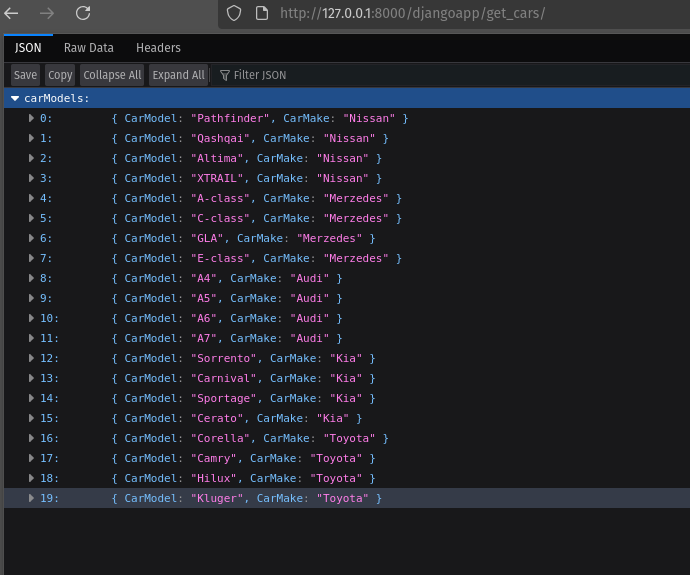 http://127.0.0.1:8000/djangoapp/get_cars/
JSON Raw Data Headers
Save Copy Collapse All Expand All Filter JSON
carModels:
0: { CarModel: "Pathfinder", CarMake: "Nissan" }
1: { CarModel: "Qashqai", CarMake: "Nissan" }
2: { CarModel: "Altima", CarMake: "Nissan" }
3: { CarModel: "XTRAIL", CarMake: "Nissan" }
4: { CarModel: "A-class", CarMake: "Merzedes" }
5: { CarModel: "C-class", CarMake: "Merzedes" }
6: { CarModel: "GLA", CarMake: "Merzedes" }
7: { CarModel: "E-class", CarMake: "Merzedes" }
8: { CarModel: "A4", CarMake: "Audi" }
9: { CarModel: "A5", CarMake: "Audi" }
10: { CarModel: "A6", CarMake: "Audi" }
11: { CarModel: "A7", CarMake: "Audi" }
12: { CarModel: "Sorrento", CarMake: "Kia" }
13: { CarModel: "Carnival", CarMake: "Kia" }
14: { CarModel: "Sportage", CarMake: "Kia" }
15: { CarModel: "Cerato", CarMake: "Kia" }
16: { CarModel: "Corella", CarMake: "Toyota" }
17: { CarModel: "Camry", CarMake: "Toyota" }
18: { CarModel: "Hilux", CarMake: "Toyota" }
19: { CarModel: "Kluger", CarMake: "Toyota" }